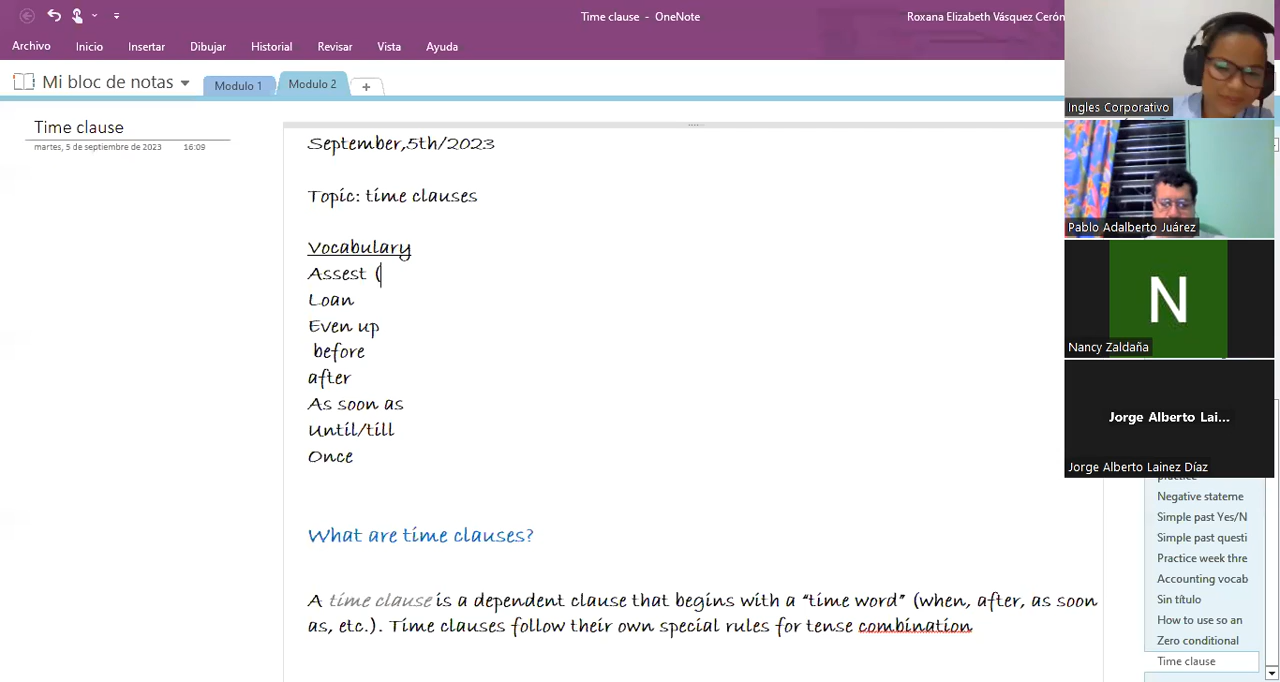 Time clause - OneNote
Roxana Elizabeth Vásquez Cerón
Archivo
Inicio
Insertar
Dibujar
Historial
Revisar
Vista
Ayuda
Mi bloc de notas
Modulo 1
Modulo 2
Time clause
martes, 5 de septiembre de 2023 16:09
September,5th/2023
Topic: time clauses
Vocabulary
Assest (
Loan
Even up
before
after
As soon as
Until/till
Once
What are time clauses?
A time clause is a dependent clause that begins with a “time word” (when, after, as soon
as, etc.). Time clauses follow their own special rules for tense combination
Ingles Corporativo
Pablo Adalberto Juárez
N
Nancy Zaldaña
Jorge Alberto Lai...
Jorge Alberto Lainez Díaz
practice
Negative stateme
Simple past Yes/N
Simple past questi
Practice week thre
Accounting vocab
Sin título
How to use so an
Zero conditional
Time clause